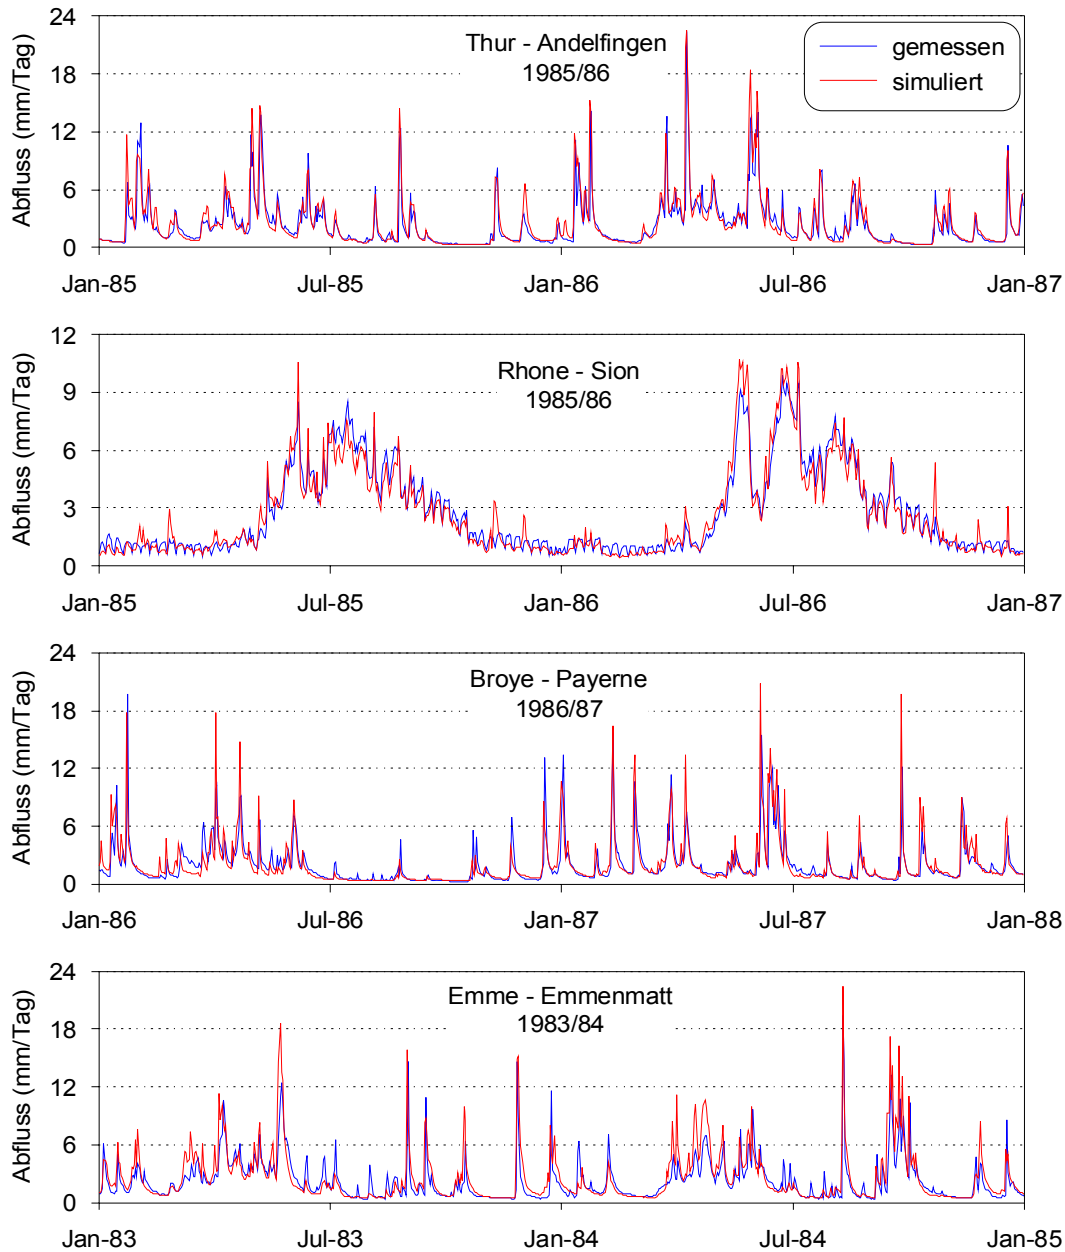 24
18
12
6
0
Abfluss (mm/Tag)
Thur - Andelfingen
1985/86
gemessen
simuliert
Jan-85
Jul-85
Jan-86
Jul-86
Jan-87
12
9
6
3
0
Abfluss (mm/Tag)
Rhone - Sion
1985/86
Jan-85
Jul-85
Jan-86
Jul-86
Jan-87
24
18
12
6
0
Abfluss (mm/Tag)
Broye - Payerne
1986/87
Jan-86
Jul-86
Jan-87
Jul-87
Jan-88
24
18
12
6
0
Abfluss (mm/Tag)
Emme - Emmenmatt
1983/84
Jan-83
Jul-83
Jan-84
Jul-84
Jan-85